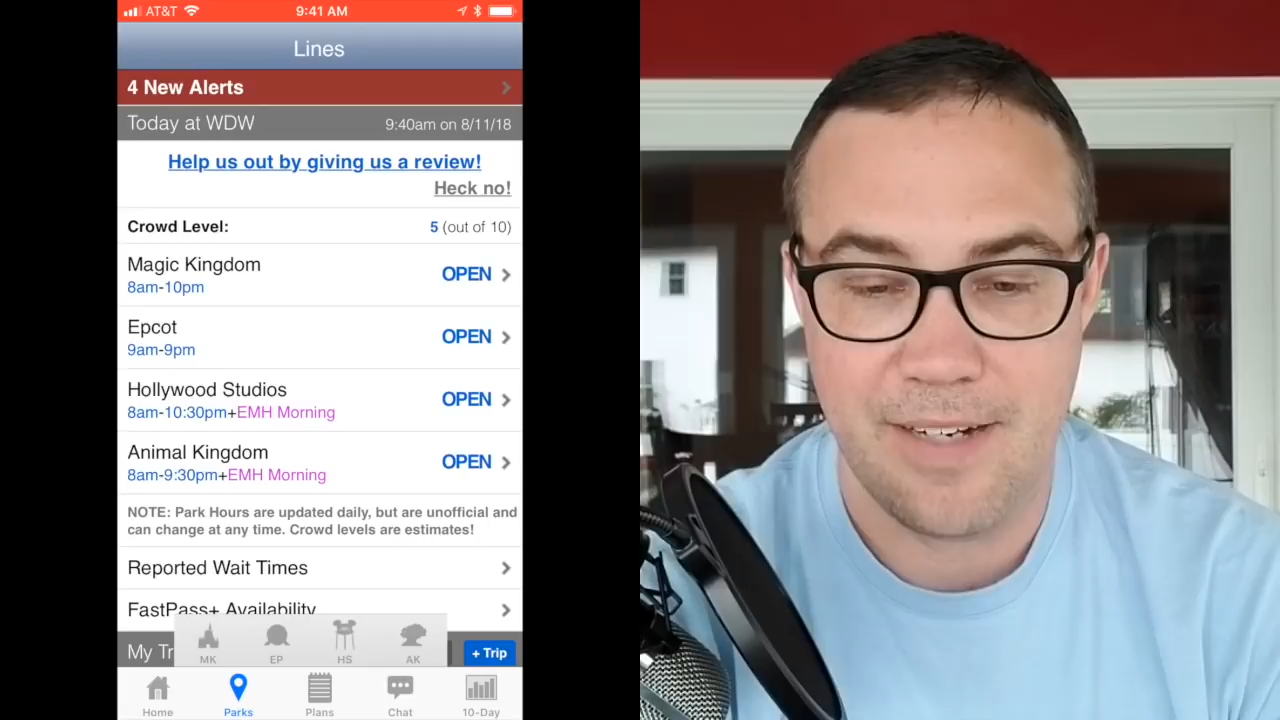 AT&T 9:41 AM
Lines
4 New Alerts
Today at WDW 9:40am on 8/11/18
Help us out by giving us a review!
Heck no!
Crowd Level: 5 (out of 10)
Magic Kingdom
8am-10pm
OPEN
Epcot
9am-9pm
OPEN
Hollywood Studios
8am-10:30pm+EMH Morning
OPEN
Animal Kingdom
8am-9:30pm+EMH Morning
OPEN
NOTE: Park Hours are updated daily, but are unofficial and
can change at any time. Crowd levels are estimates!
Reported Wait Times
FastPass+ Availability
My Tr + Trip
MK EP HS AK
Home Parks Plans Chat 10-Day